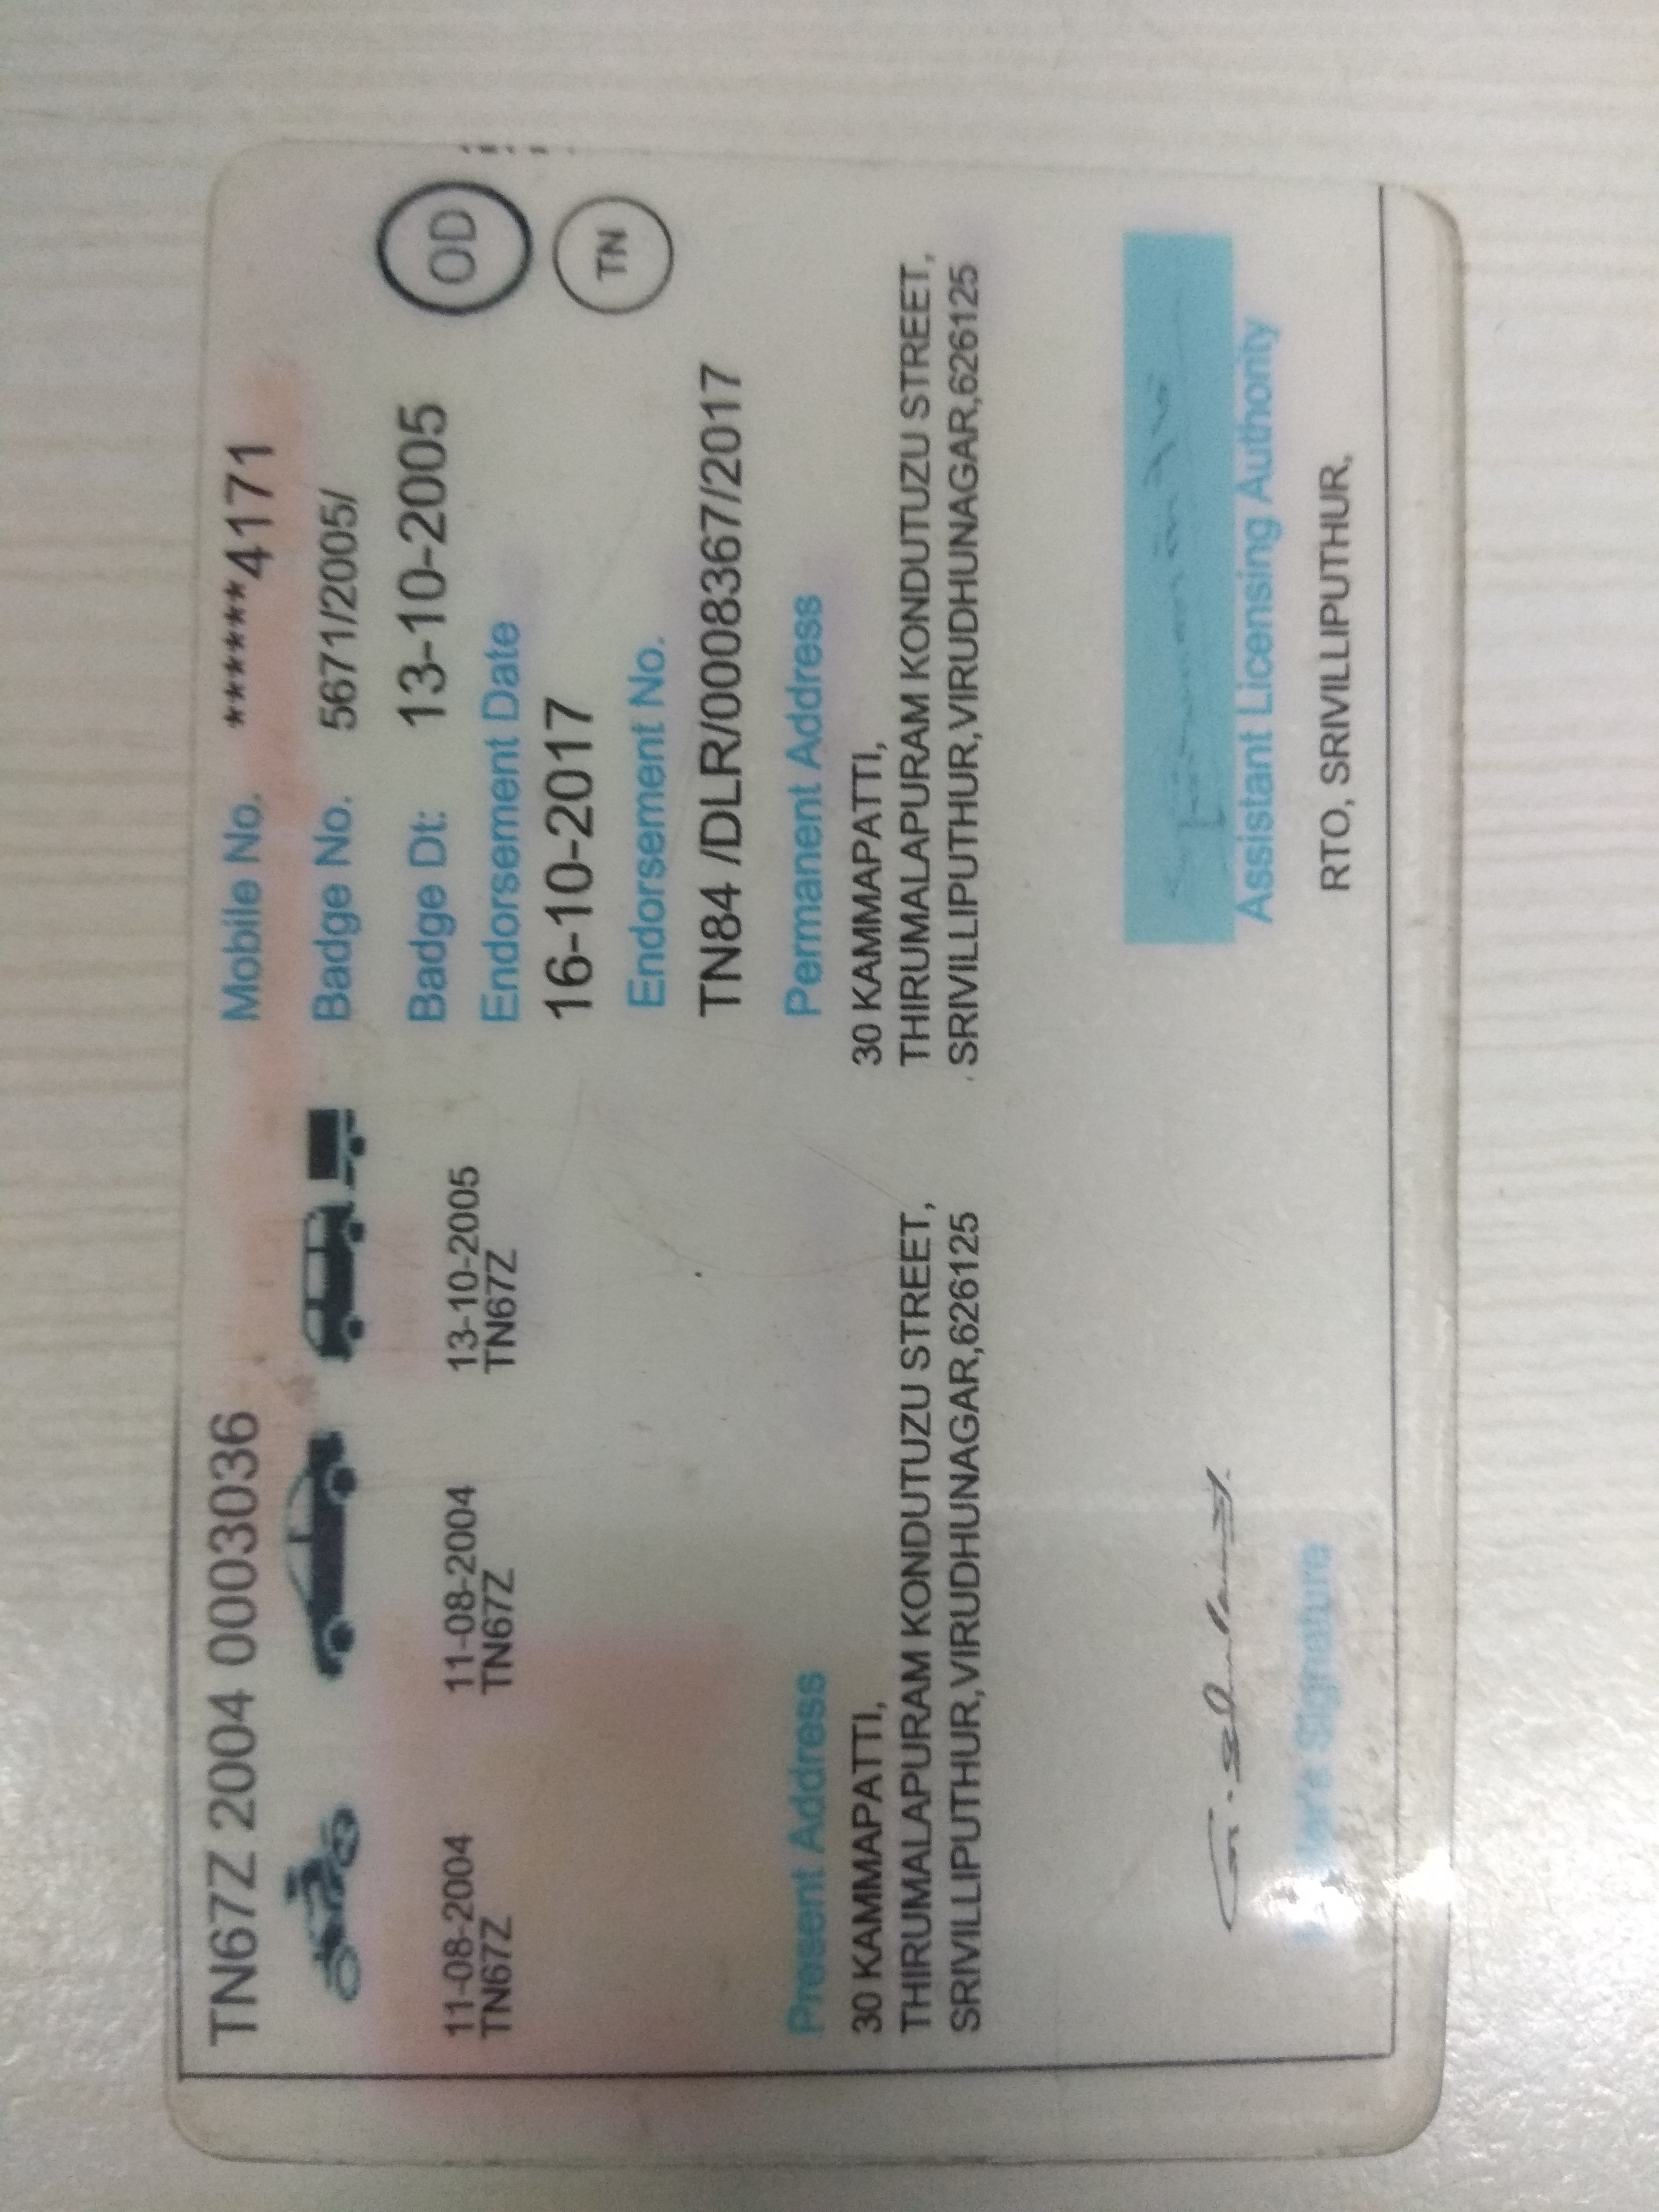 TN67Z 2004 0003036
11-08-2004
TN67Z
11-08-2004
TN67Z
13-10-2005
TN67Z
Mobile No. ******4171
Badge No. 5671/2005/
Badge Dt: 13-10-2005
OD
TN
Endorsement Date
16-10-2017
Endorsement No.
TN84 /DLR/0008367/2017
Present Address
30 KAMMAPATTI,
THIRUMALAPURAM KONDUTUZU STREET,
SRIVILLIPUTHUR,VIRUDHUNAGAR,626125
Permanent Address
30 KAMMAPATTI,
THIRUMALAPURAM KONDUTUZU STREET,
SRIVILLIPUTHUR,VIRUDHUNAGAR,626125
Signature
Assistant Licensing Authority
RTO, SRIVILLIPUTHUR,